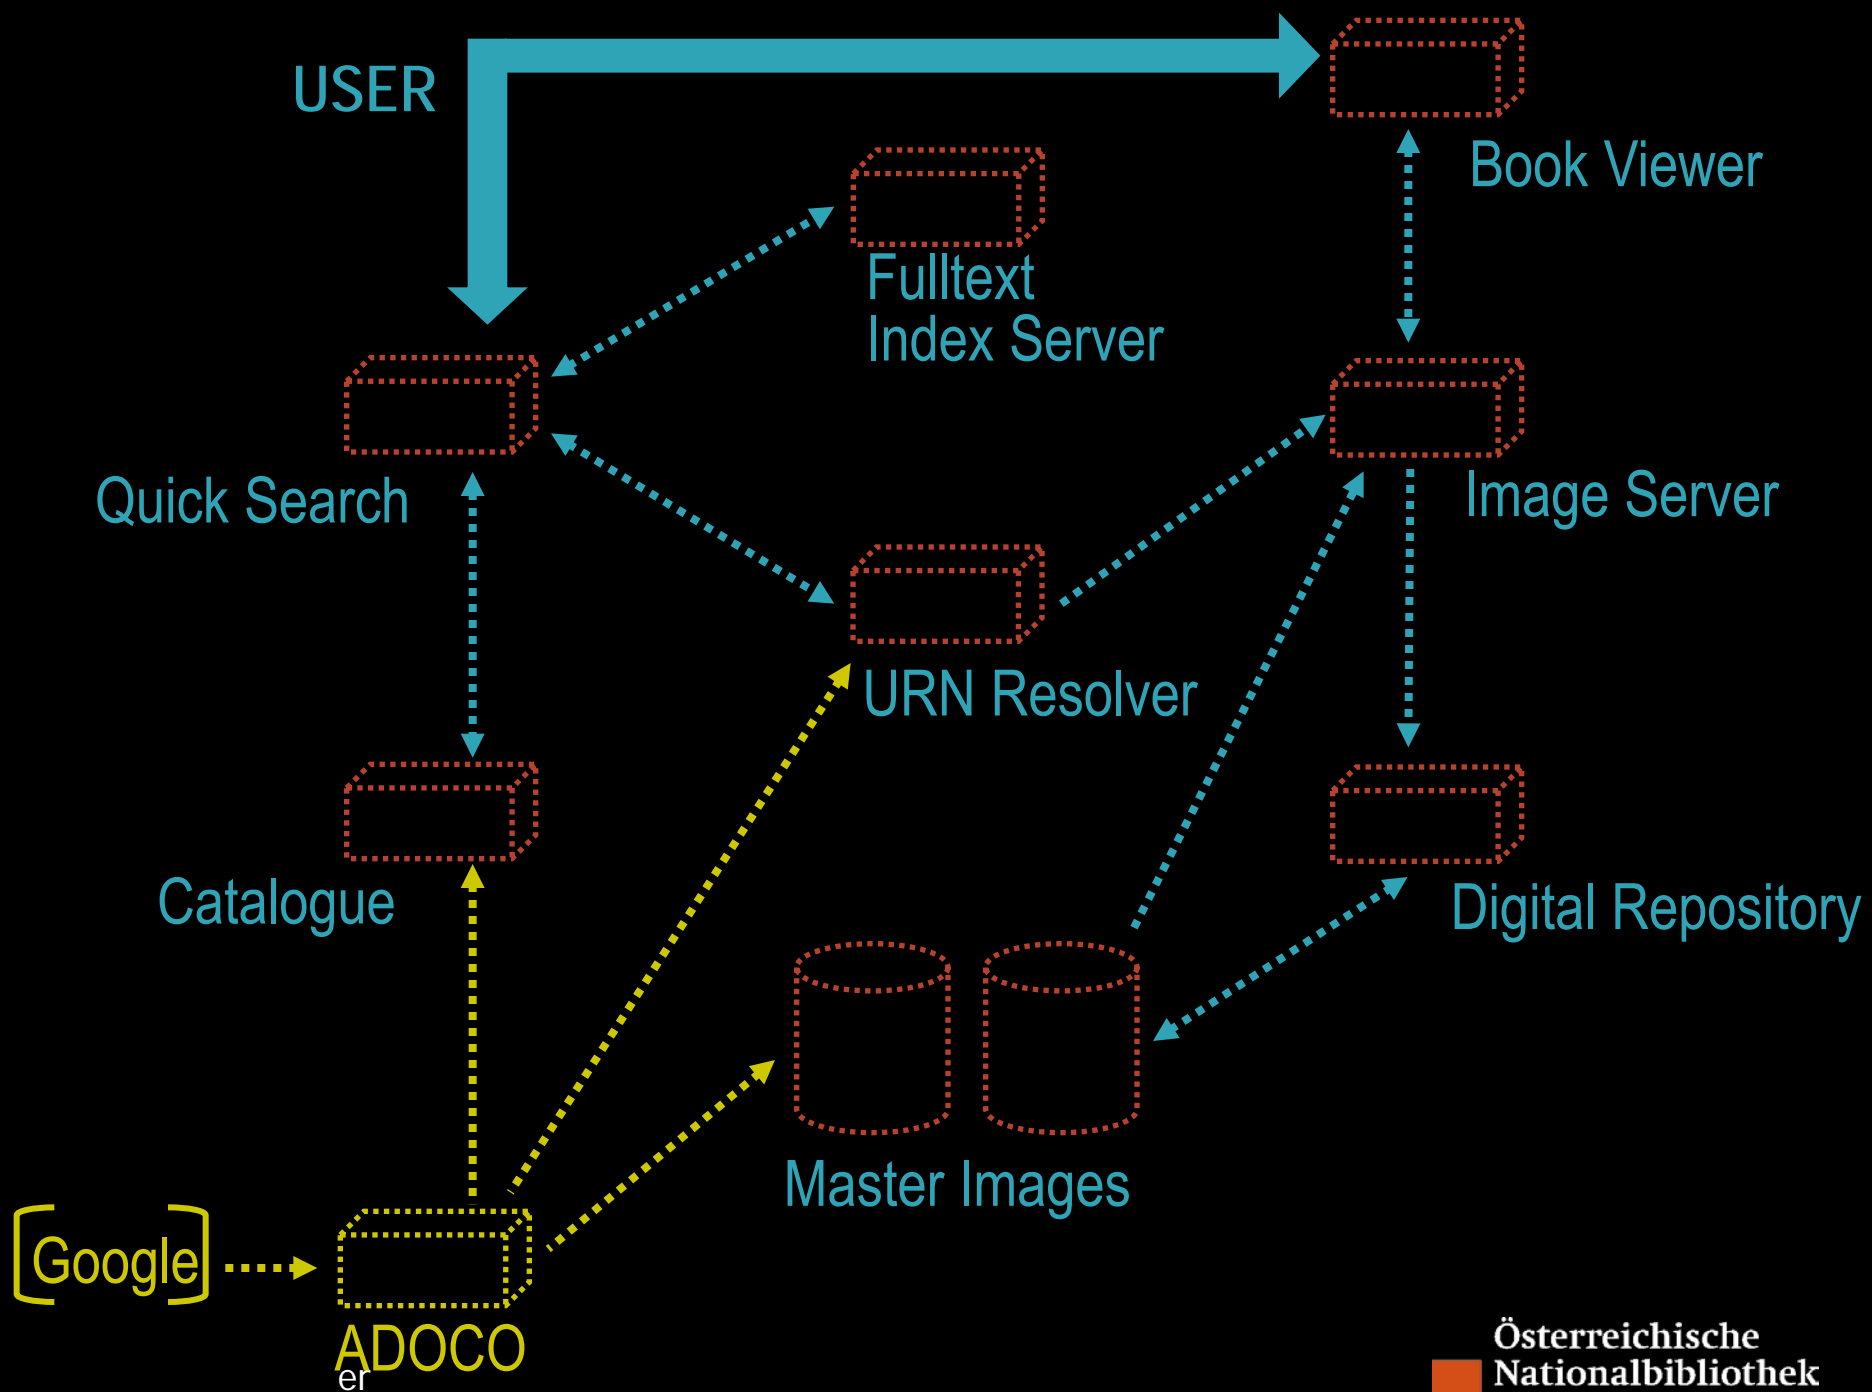 USER
Book Viewer
Fulltext
Index Server
Quick Search
Image Server
URN Resolver
Catalogue
Digital Repository
Master Images
[Google]
ADOCO
er
Österreichische
Nationalbibliothek